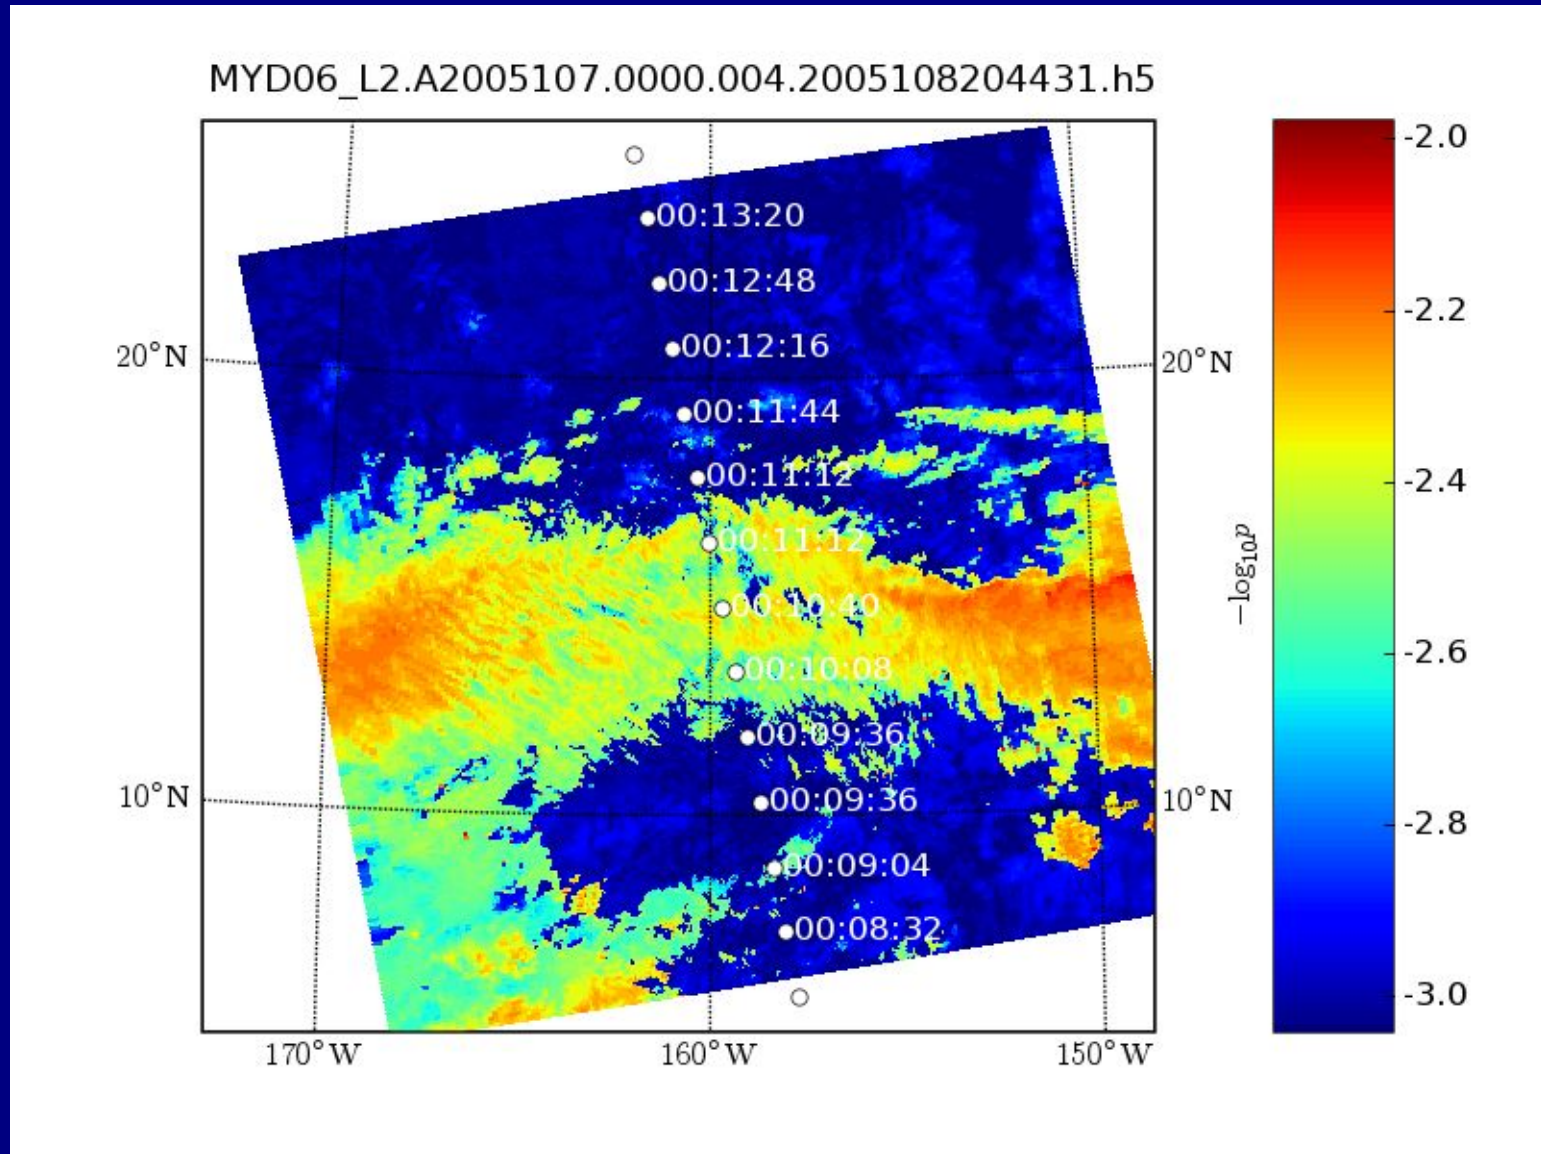 MYD06_L2.A2005107.0000.004.2005108204431.h5
00:13:20
00:12:48
00:12:16
00:11:44
00:11:12
00:11:12
00:10:40
00:10:08
00:09:36
00:09:36
00:09:04
00:08:32
20°N
10°N
20°N
10°N
170°W
160°W
150°W
-2.0
-2.2
-2.4
-2.6
-2.8
-3.0
−log₁₀p